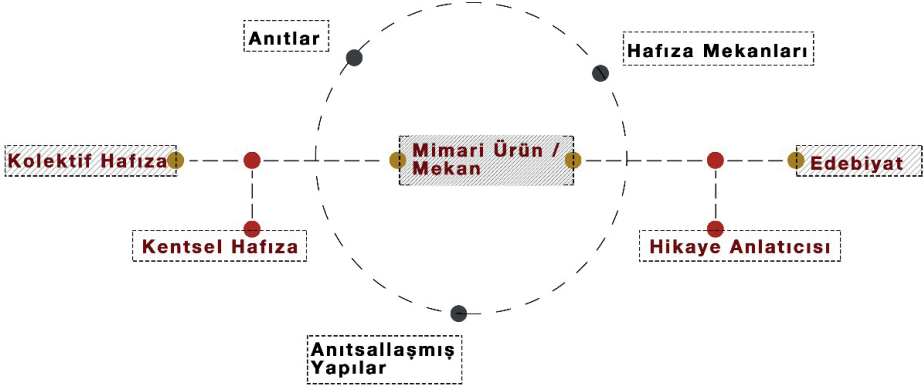 Anıtlar
Hafıza Mekanları
Kolektif Hafıza
Mimari Ürün /
Mekan
Edebiyat
Kentsel Hafıza
Hikaye Anlatıcısı
Anıtsallaşmış
Yapılar